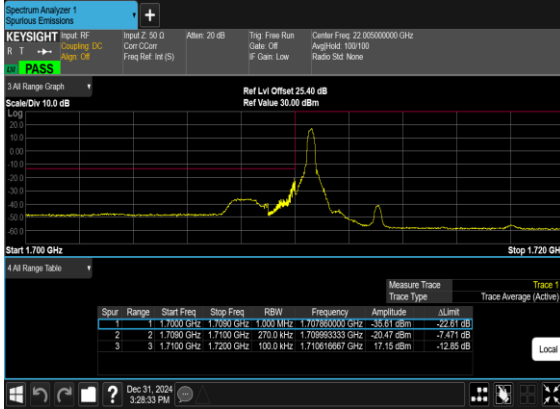 Spectrum Analyzer 1
Spurious Emissions
+
KEYSIGHT Input: RF Input Z: 50 Ω Atten: 20 dB Trig: Free Run Center Freq: 22.005000000 GHz
R T Coupling: DC Corr CCorr Gate: Off Avg|Hold: 100/100
Align: Off Freq Ref: Int (S) IF Gain: Low Radio Std: None
PASS
3 All Range Graph
Ref Lvl Offset 25.40 dB
Scale/Div 10.0 dB Ref Value 30.00 dBm
Log
20.0
10.0
0.00
-10.0
-20.0
-30.0
-40.0
-50.0
-60.0
Start 1.700 GHz Stop 1.720 GH
4 All Range Table
Measure Trace Trace 1
Trace Type Trace Average (Active)
Spur Range Start Freq Stop Freq RBW Frequency Amplitude ΔLimit
1 1 1.7000 GHz 1.7090 GHz 1.000 MHz 1.707860000 GHz -35.61 dBm -22.61 dB
2 2 1.7090 GHz 1.7100 GHz 270.0 kHz 1.709993333 GHz -20.47 dBm -7.471 dB
3 3 1.7100 GHz 1.7200 GHz 100.0 kHz 1.710616667 GHz 17.15 dBm -12.85 dB
Local
? Dec 31, 2024
3:28:33 PM